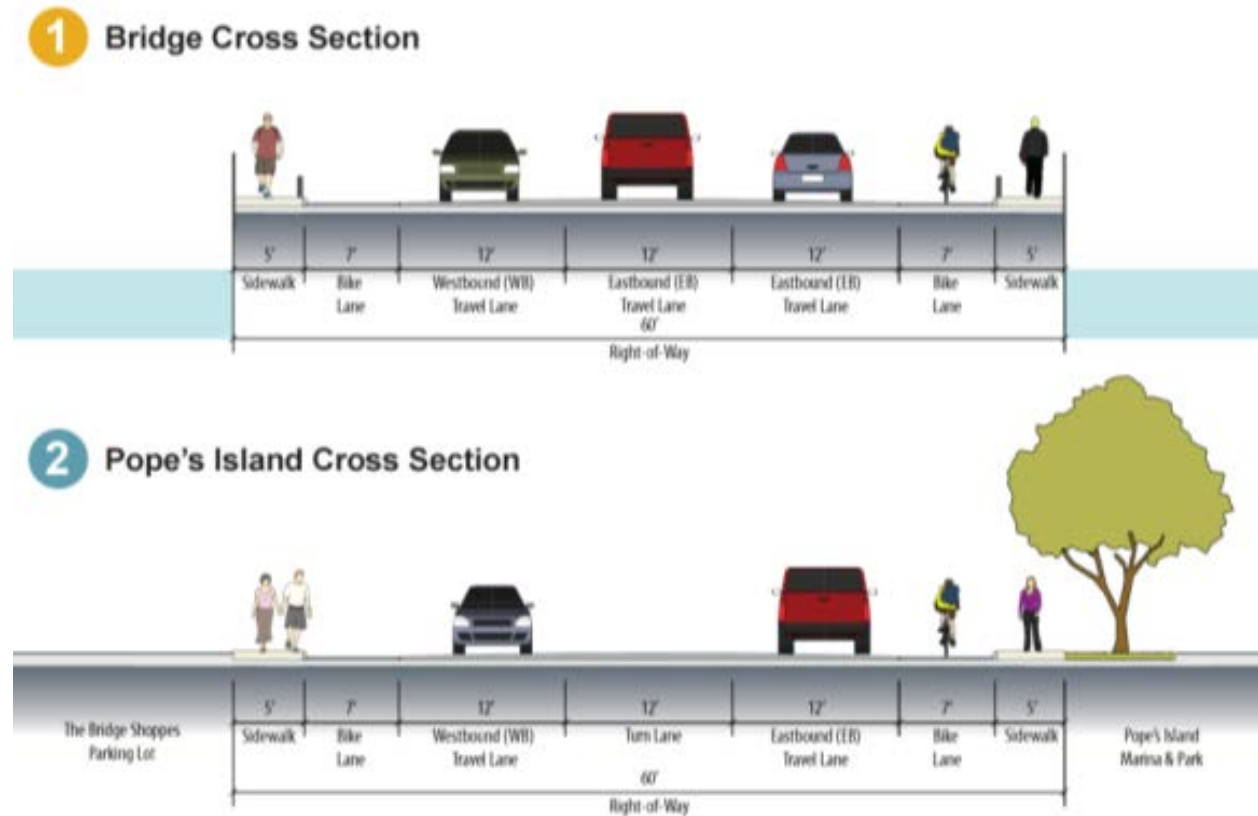 1 Bridge Cross Section
5' 7' 12' 12' 12' 7' 5'
Sidewalk Bike Westbound (WB) Eastbound (EB) Eastbound (EB) Bike Sidewalk
Lane Travel Lane Travel Lane Travel Lane Lane
60'
Right-of-Way
2 Pope's Island Cross Section
5' 7' 12' 12' 12' 7' 5'
The Bridge Shoppes Sidewalk Bike Westbound (WB) Turn Lane Eastbound (EB) Bike Sidewalk Pope's Island
Parking Lot Lane Travel Lane Travel Lane Lane Marina & Park
60'
Right-of-Way